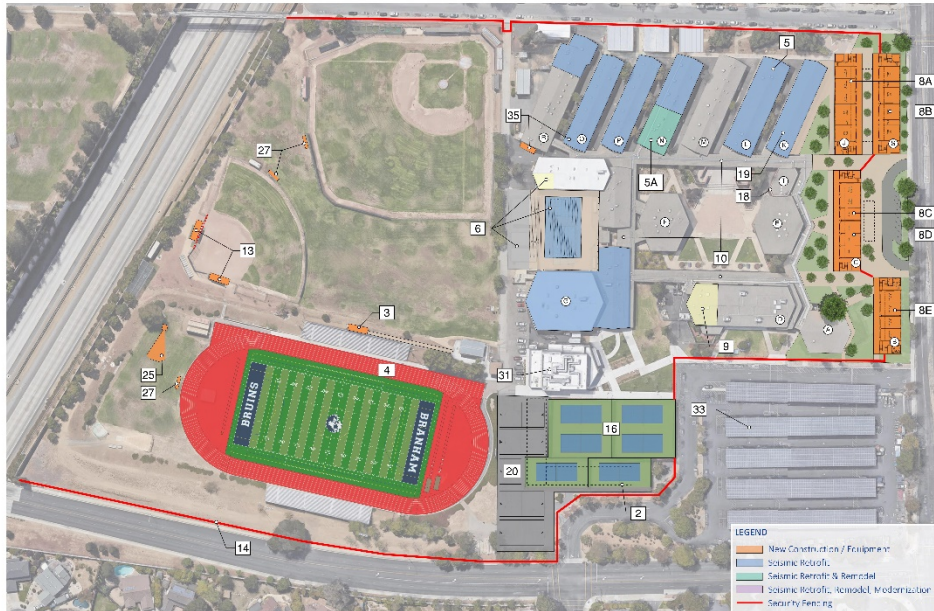 5
8A
8B
35
27
5A
19
18
6
8C
8D
13
10
3
8E
9
4
25
31
27
BRUINS
BRANHAM
33
16
20
2
14
LEGEND
New Construction / Equipment
Seismic Retrofit
Seismic Retrofit & Remodel
Seismic Retrofit, Remodel, Modernization
Security Fencing